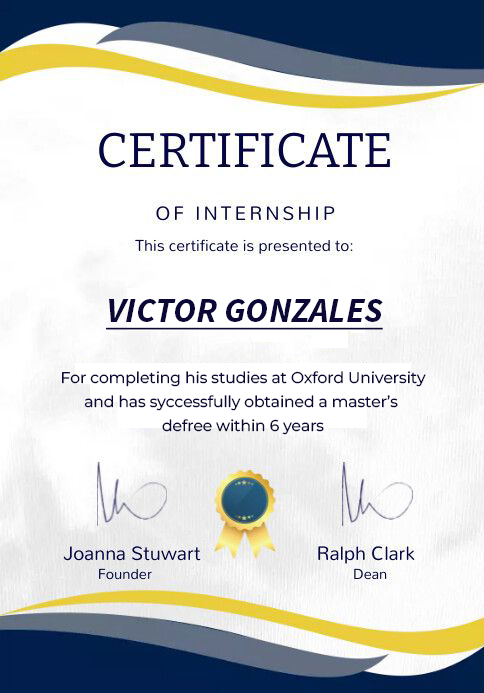 CERTIFICATE
OF INTERNSHIP
This certificate is presented to:
VICTOR GONZALES
For completing his studies at Oxford University
and has syccessfully obtained a master's
defree within 6 years
Joanna Stuwart Ralph Clark
Founder Dean